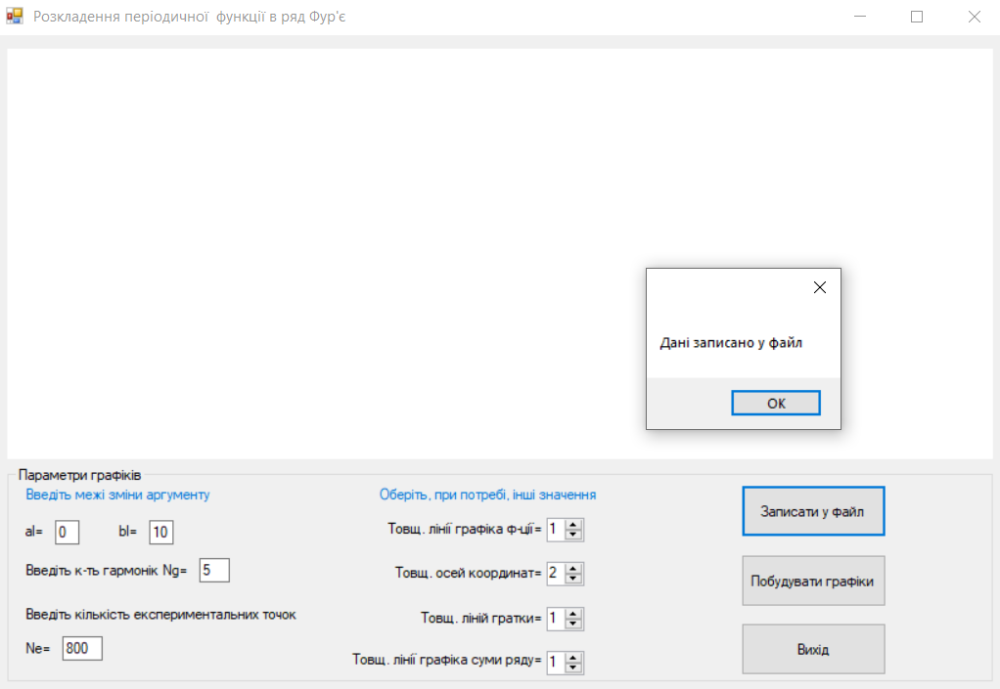 Розкладення періодичної  функції в ряд Фур'є
Дані записано у файл
ОК
Параметри графіків
Введіть межі зміни аргументу
al= 0 bl= 10
Введіть к-ть гармонік Ng= 5
Введіть кількість експериментальних точок
Ne= 800
Оберіть, при потребі, інші значення
Товщ. лінії графіка ф-ції= 1
Товщ. осей координат= 2
Товщ. ліній гратки= 1
Товщ. лінії графіка суми ряду= 1
Записати у файл
Побудувати графіки
Вихід